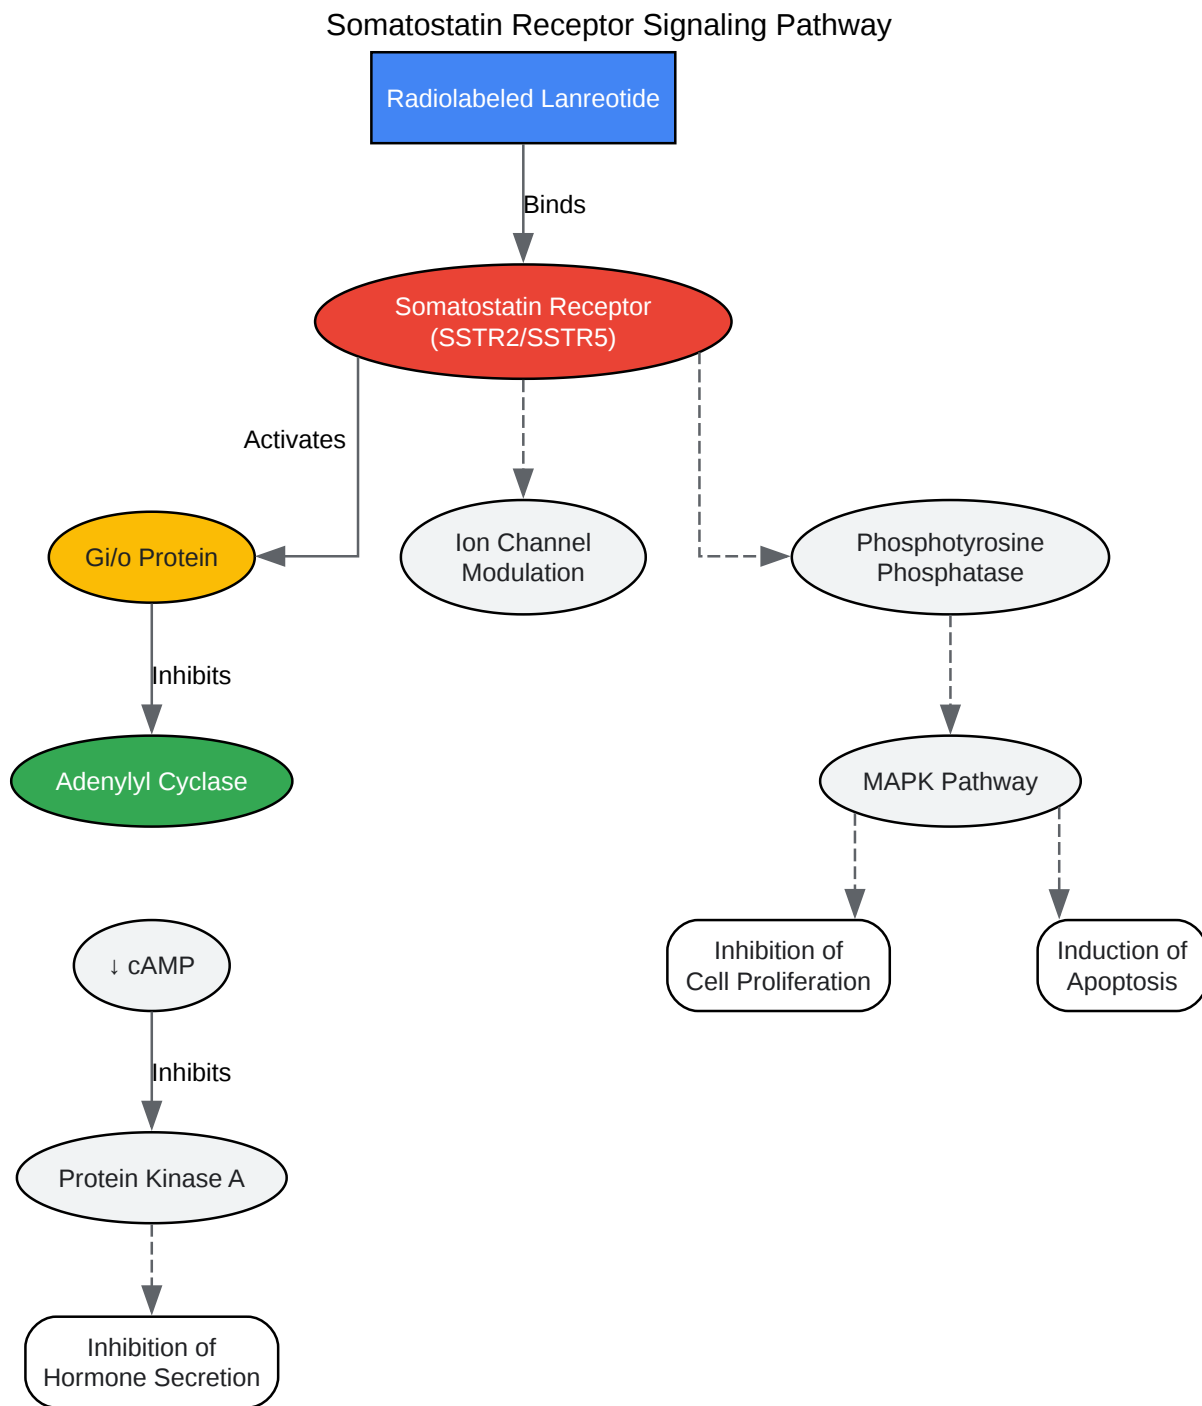 Somatostatin Receptor Signaling Pathway
Radiolabeled Lanreotide
Binds
Somatostatin Receptor
(SSTR2/SSTR5)
Activates
Gi/o Protein
Ion Channel
Modulation
Phosphotyrosine
Phosphatase
Inhibits
Adenylyl Cyclase
MAPK Pathway
↓ cAMP
Inhibition of
Cell Proliferation
Induction of
Apoptosis
Inhibits
Protein Kinase A
Inhibition of
Hormone Secretion